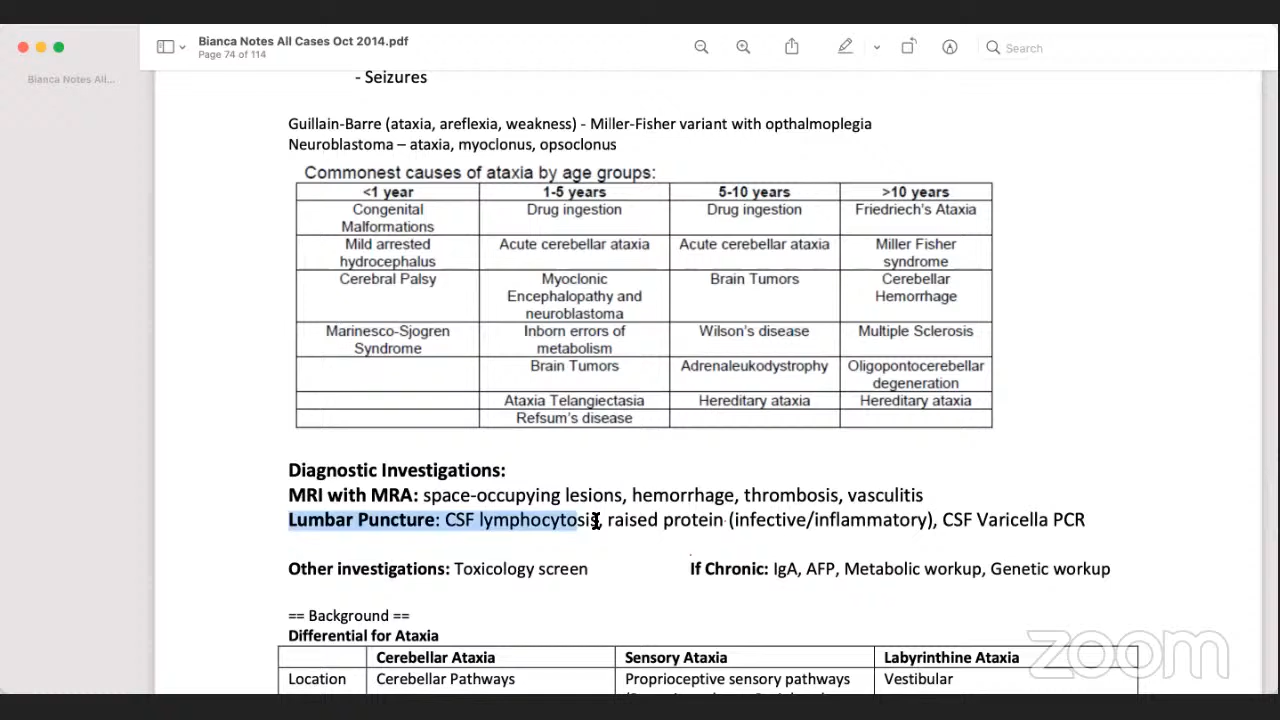 Bianca Notes All Cases Oct 2014.pdf
Page 74 of 114
Search
Bianca Notes All...
- Seizures
Guillain-Barre (ataxia, areflexia, weakness) - Miller-Fisher variant with opthalmoplegia
Neuroblastoma – ataxia, myoclonus, opsoclonus
Commonest causes of ataxia by age groups:
<1 year 1-5 years 5-10 years >10 years
Congenital Malformations Drug ingestion Drug ingestion Friedriech's Ataxia
Mild arrested hydrocephalus Acute cerebellar ataxia Acute cerebellar ataxia Miller Fisher syndrome
Cerebral Palsy Myoclonic Encephalopathy and neuroblastoma Brain Tumors Cerebellar Hemorrhage
Marinesco-Sjogren Syndrome Inborn errors of metabolism Wilson's disease Multiple Sclerosis
Brain Tumors Adrenaleukodystrophy Oligopontocerebellar degeneration
Ataxia Telangiectasia Hereditary ataxia Hereditary ataxia
Refsum's disease
Diagnostic Investigations:
MRI with MRA: space-occupying lesions, hemorrhage, thrombosis, vasculitis
Lumbar Puncture: CSF lymphocytosis, raised protein (infective/inflammatory), CSF Varicella PCR
Other investigations: Toxicology screen If Chronic: IgA, AFP, Metabolic workup, Genetic workup
== Background ==
Differential for Ataxia
Cerebellar Ataxia Sensory Ataxia Labyrinthine Ataxia
Location Cerebellar Pathways Proprioceptive sensory pathways Vestibular
zoom